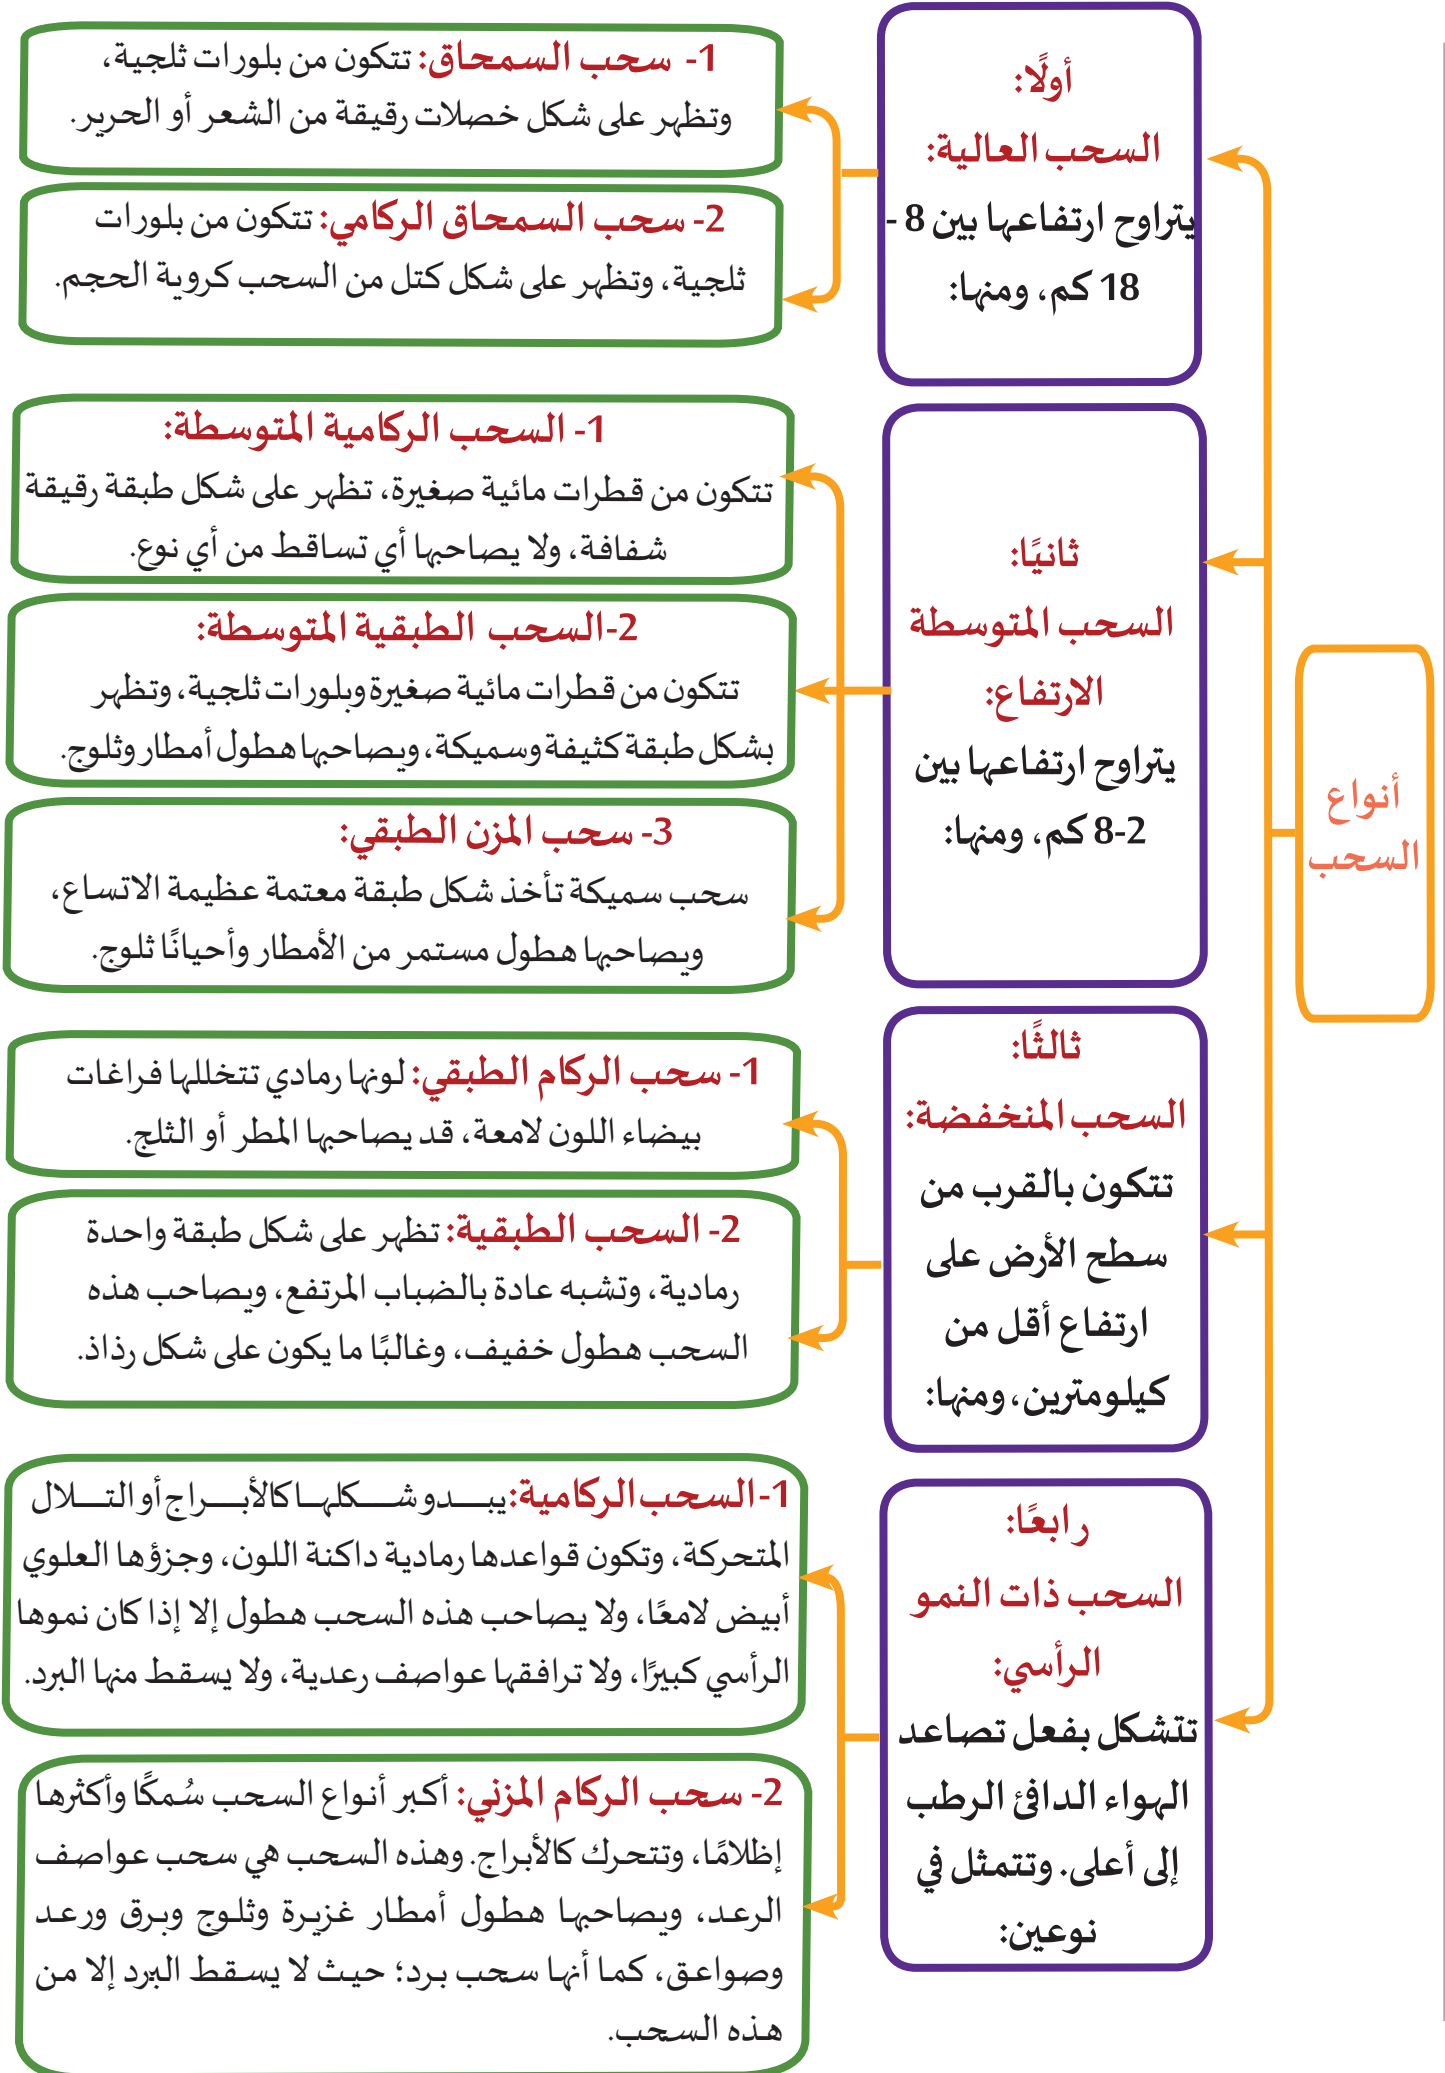 أنواع
السحب
أولًا:
السحب العالية:
يتراوح ارتفاعها بين 8 -
18 كم، ومنها:
1- سحب السمحاق: تتكون من بلورات ثلجية،
وتظهر على شكل خصلات رقيقة من الشعر أو الحرير.
2- سحب السمحاق الركامي: تتكون من بلورات
ثلجية، وتظهر على شكل كتل من السحب كروية الحجم.
ثانيًا:
السحب المتوسطة
الارتفاع:
يتراوح ارتفاعها بين
2-8 كم، ومنها:
1- السحب الركامية المتوسطة:
تتكون من قطرات مائية صغيرة، تظهر على شكل طبقة رقيقة
شفافة، ولا يصاحبها أي تساقط من أي نوع.
2-السحب الطبقية المتوسطة:
تتكون من قطرات مائية صغيرة وبلورات ثلجية، وتظهر
بشكل طبقة كثيفة وسميكة، ويصاحبها هطول أمطار وثلوج.
3- سحب المزن الطبقي:
سحب سميكة تأخذ شكل طبقة معتمة عظيمة الاتساع،
ويصاحبها هطول مستمر من الأمطار وأحيانًا ثلوج.
ثالثًا:
السحب المنخفضة:
تتكون بالقرب من
سطح الأرض على
ارتفاع أقل من
كيلومترين، ومنها:
1- سحب الركام الطبقي: لونها رمادي تتخللها فراغات
بيضاء اللون لامعة، قد يصاحبها المطر أو الثلج.
2- السحب الطبقية: تظهر على شكل طبقة واحدة
رمادية، وتشبه عادة بالضباب المرتفع، ويصاحب هذه
السحب هطول خفيف، وغالبًا ما يكون على شكل رذاذ.
رابعًا:
السحب ذات النمو
الرأسي:
تتشكل بفعل تصاعد
الهواء الدافئ الرطب
إلى أعلى. وتتمثل في
نوعين:
1-السحب الركامية: يبدو شكلها كالأبراج أو التلال
المتحركة، وتكون قواعدها رمادية داكنة اللون، وجزؤها العلوي
أبيض لامعًا، ولا يصاحب هذه السحب هطول إلا إذا كان نموها
الرأسي كبيرًا، ولا ترافقها عواصف رعدية، ولا يسقط منها البرد.
2- سحب الركام المزني: أكبر أنواع السحب سُمكًا وأكثرها
إظلامًا، وتتحرك كالأبراج. وهذه السحب هي سحب عواصف
الرعد، ويصاحبها هطول أمطار غزيرة وثلوج وبرق ورعد
وصواعق، كما أنها سحب برد؛ حيث لا يسقط البرد إلا من
هذه السحب.